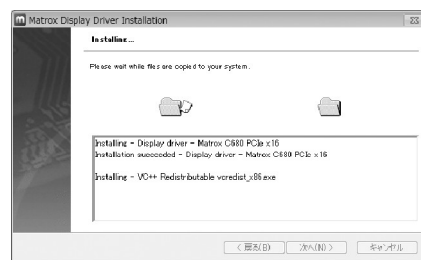 Matrox Display Driver Installation
Installing...
Please wait while files are copied to your system.
Installing - Display driver - Matrox C680 PCIe x16
Installation succeeded - Display driver - Matrox C680 PCIe x16
Installing - VC++ Redistributable vcredist_x86.exe
< 戻る(B)
次へ(N) >
キャンセル